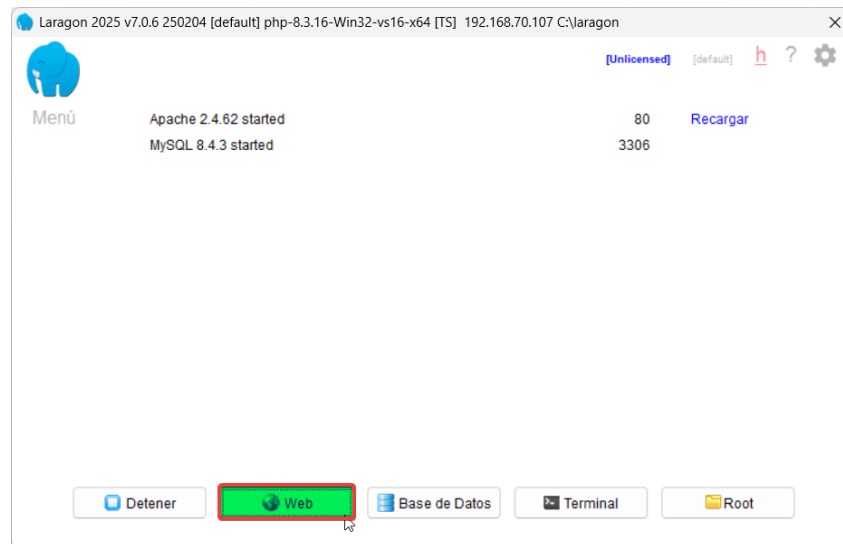 Laragon 2025 v7.0.6 250204 [default] php-8.3.16-Win32-vs16-x64 [TS] 192.168.70.107 C:\laragon
[Unlicensed] [default] h ?
Menú
Apache 2.4.62 started 80 Recargar
MySQL 8.4.3 started 3306
Detener Web Base de Datos Terminal Root